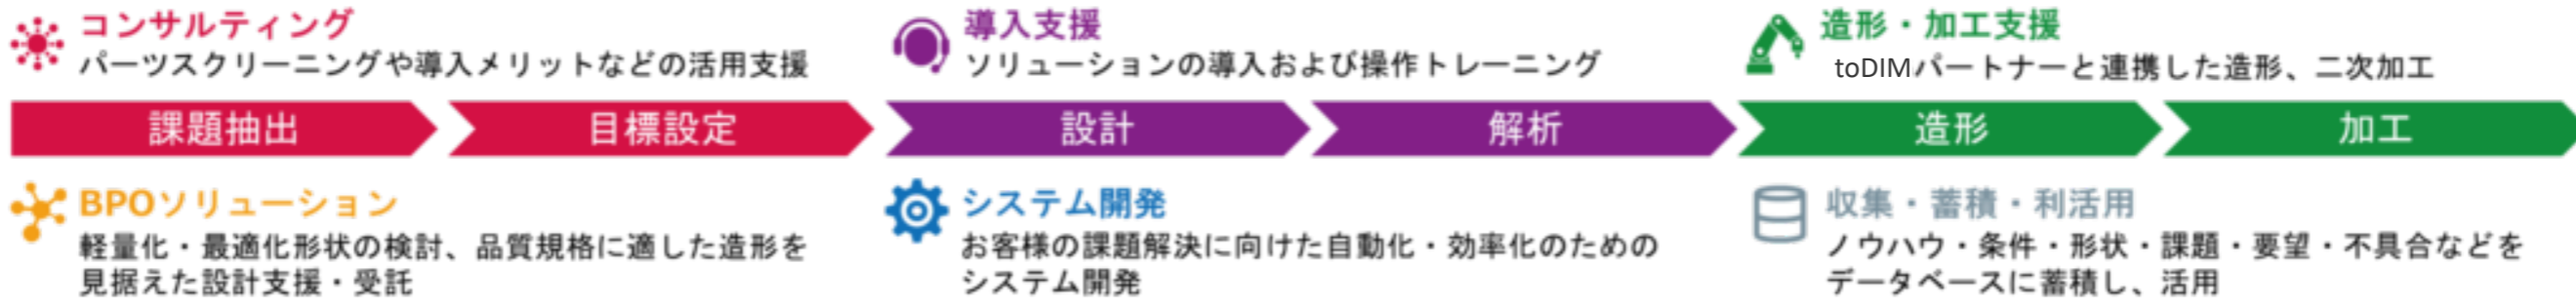 コンサルティング
パーツスクリーニングや導入メリットなどの活用支援
導入支援
ソリューションの導入および操作トレーニング
造形・加工支援
toDIMパートナーと連携した造形、二次加工
課題抽出
目標設定
設計
解析
造形
加工
BPOソリューション
軽量化・最適化形状の検討、品質規格に適した造形を
見据えた設計支援・受託
システム開発
お客様の課題解決に向けた自動化・効率化のための
システム開発
収集・蓄積・利活用
ノウハウ・条件・形状・課題・要望・不具合などを
データベースに蓄積し、活用